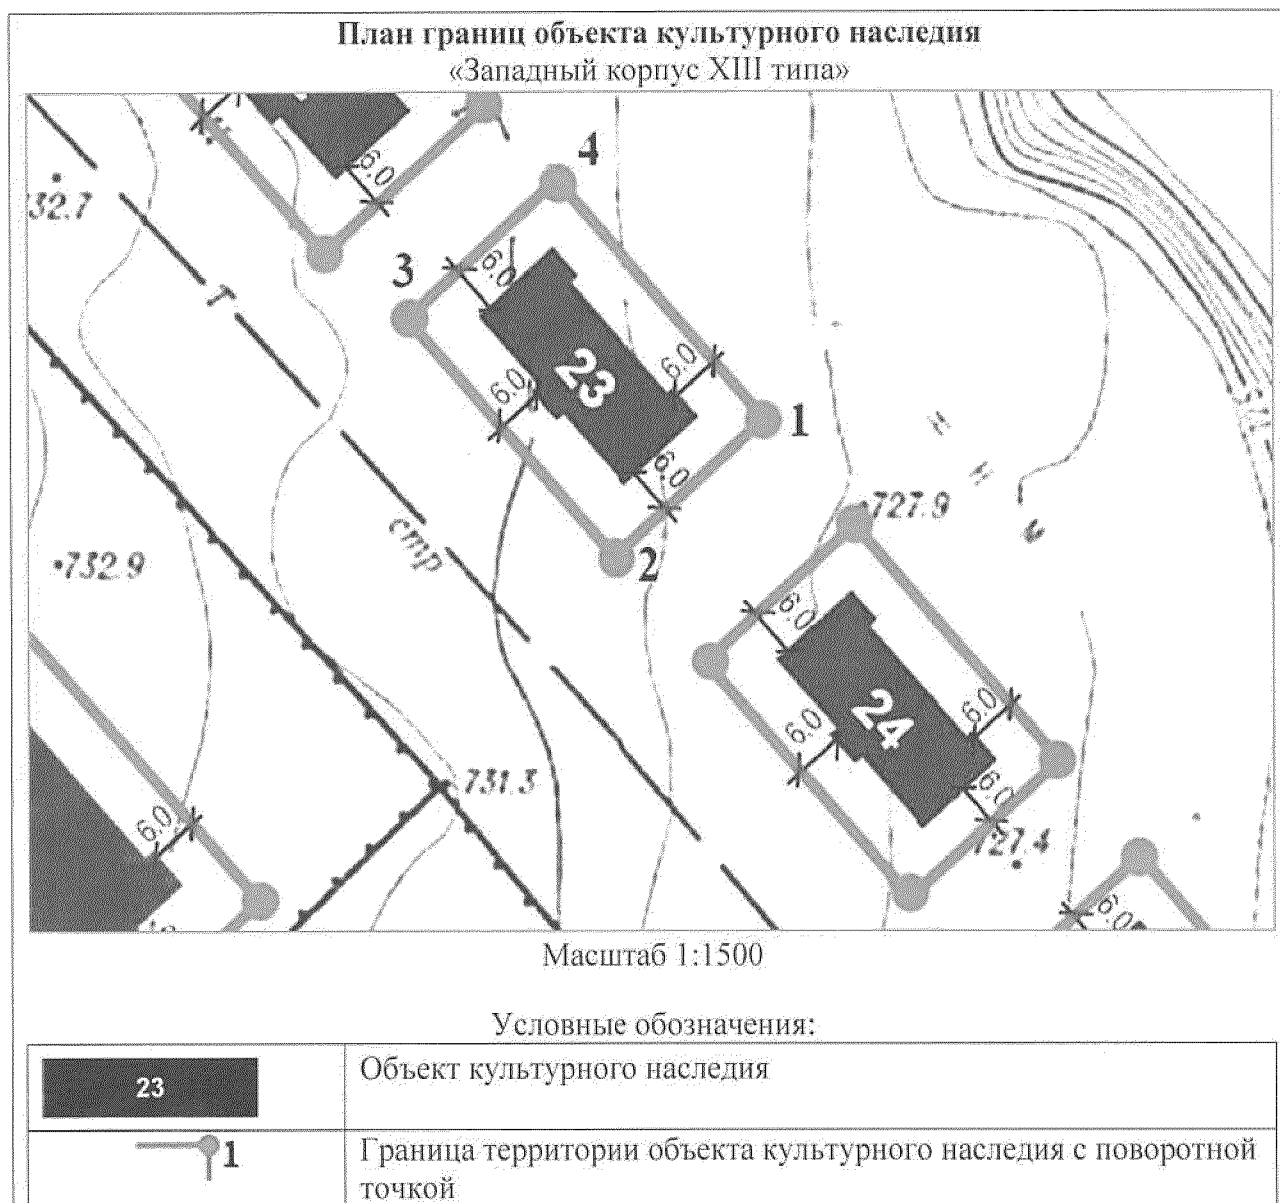 План границ объекта культурного наследия
«Западный корпус XIII типа»
4
6.0
32.7
3
6.0
Т
23
6.0
6.0
1
6.0
727.9
стр
2
732.9
6.0
24
6.0
6.0
731.3
6.0
6.0
727.4
6.0
Масштаб 1:1500
Условные обозначения:
23
Объект культурного наследия
1
Граница территории объекта культурного наследия с поворотной
точкой